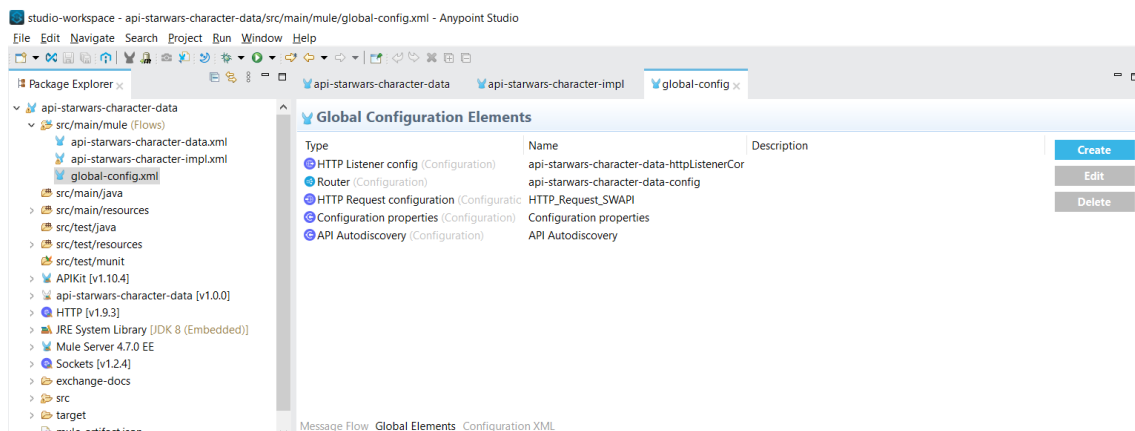 studio-workspace - api-starwars-character-data/src/main/mule/global-config.xml - Anypoint Studio
File Edit Navigate Search Project Run Window Help
Package Explorer
api-starwars-character-data
src/main/mule (Flows)
api-starwars-character-data.xml
api-starwars-character-impl.xml
global-config.xml
src/main/java
src/main/resources
src/test/java
src/test/resources
src/test/munit
APIKit [v1.10.4]
api-starwars-character-data [v1.0.0]
HTTP [v1.9.3]
JRE System Library [JDK 8 (Embedded)]
Mule Server 4.7.0 EE
Sockets [v1.2.4]
exchange-docs
src
target
api-starwars-character-data api-starwars-character-impl global-config
Global Configuration Elements
Type Name Description
HTTP Listener config (Configuration) api-starwars-character-data-httpListenerCor
Router (Configuration) api-starwars-character-data-config
HTTP Request configuration (Configuratic HTTP_Request_SWAPI
Configuration properties (Configuration) Configuration properties
API Autodiscovery (Configuration) API Autodiscovery
Create
Edit
Delete
Message Flow Global Elements Configuration XML